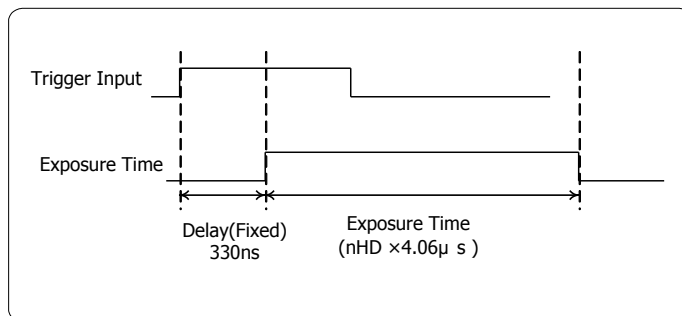 Trigger Input
Exposure Time
Delay(Fixed)
330ns
Exposure Time
(nHD ×4.06μ s )